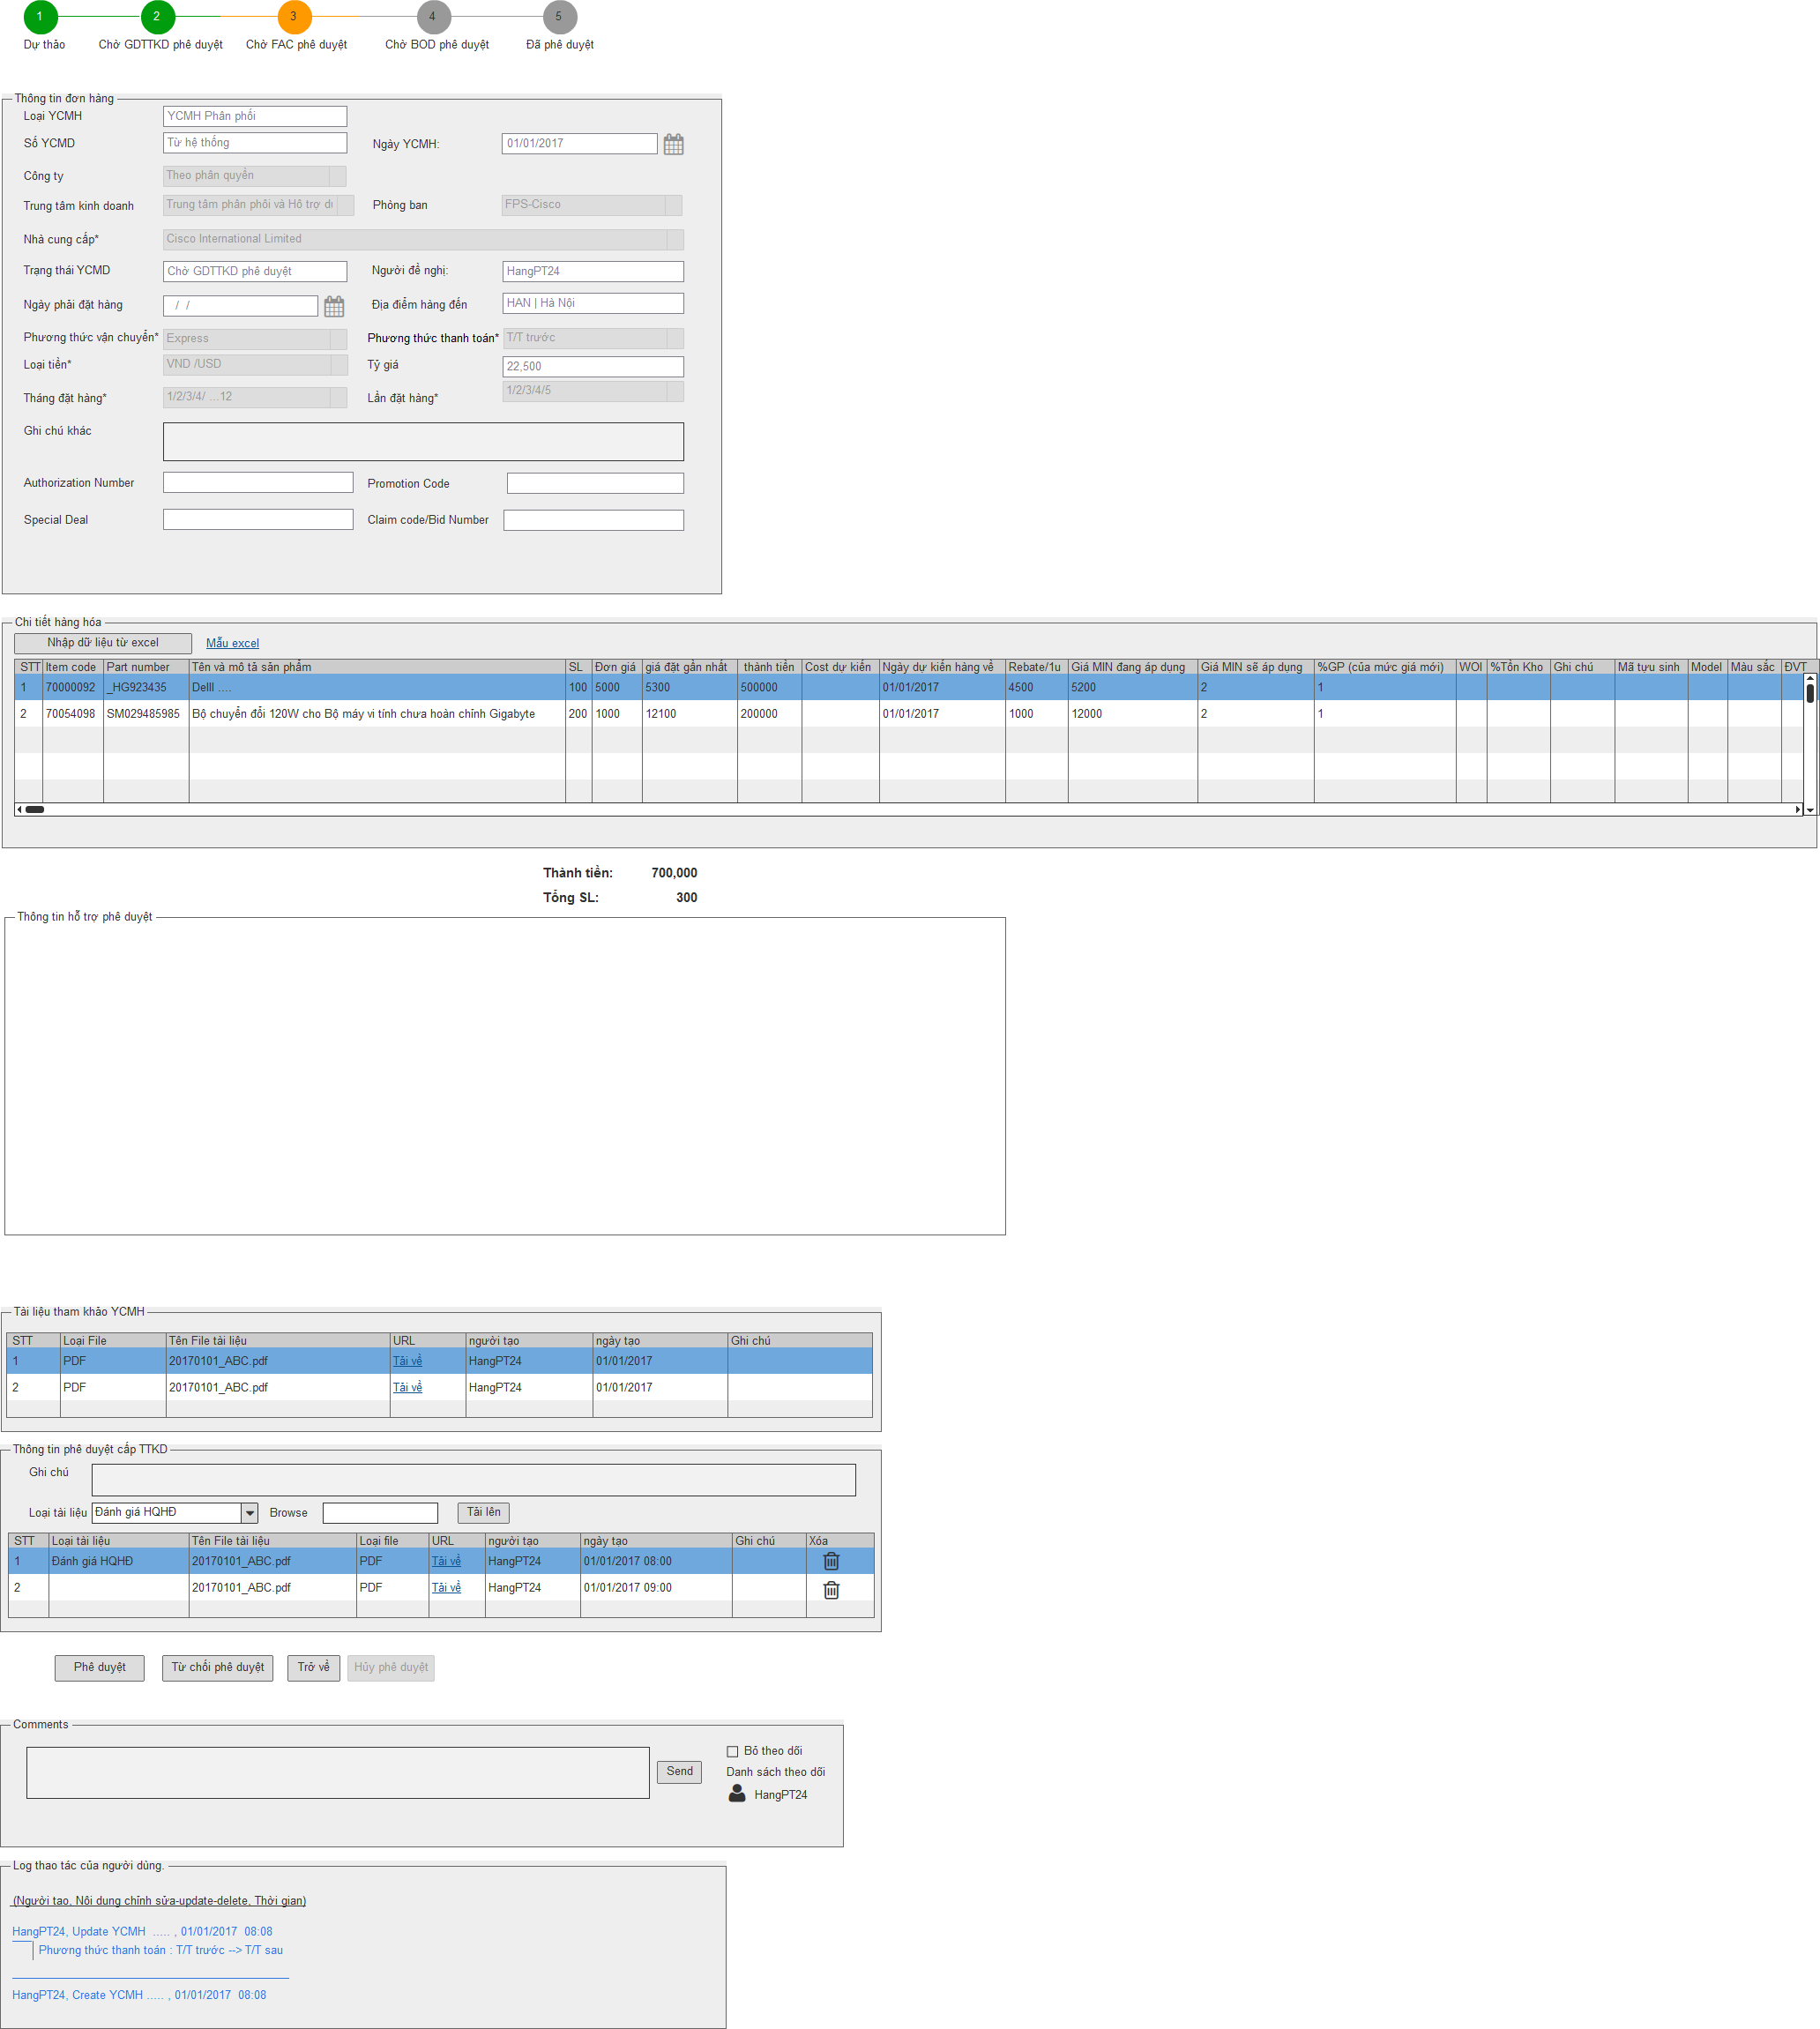 1 2 3 4 5
Dự thảo Chờ GDTTKD phê duyệt Chờ FAC phê duyệt Chờ BOD phê duyệt Đã phê duyệt
Thông tin đơn hàng
Loại YCMH YCMH Phân phối
Số YCMD Từ hệ thống Ngày YCMH: 01/01/2017
Công ty Theo phân quyền
Trung tâm kinh doanh Trung tâm phân phối và Hỗ trợ dị Phòng ban FPS-Cisco
Nhà cung cấp* Cisco International Limited
Trạng thái YCMD Chờ GDTTKD phê duyệt Người đề nghị: HangPT24
Ngày phải đặt hàng / / Địa điểm hàng đến HAN | Hà Nội
Phương thức vận chuyển* Express Phương thức thanh toán* T/T trước
Loại tiền* VND /USD Tỷ giá 22,500
Tháng đặt hàng* 1/2/3/4/ ...12 Lần đặt hàng* 1/2/3/4/5
Ghi chú khác
Authorization Number Promotion Code
Special Deal Claim code/Bid Number
Chi tiết hàng hóa
Nhập dữ liệu từ excel Mẫu excel
STT Item code Part number Tên và mô tả sản phẩm SL Đơn giá giá đặt gần nhất thành tiền Cost dự kiến Ngày dự kiến hàng về Rebate/1u Giá MIN đang áp dụng Giá MIN sẽ áp dụng %GP (của mức giá mới) WOI %Tồn Kho Ghi chú Mã tựu sinh Model Màu sắc ĐVT
1 70000092 _HG923435 Delll .... 100 5000 5300 500000 01/01/2017 4500 5200 2 1
2 70054098 SM029485985 Bộ chuyển đổi 120W cho Bộ máy vi tính chưa hoàn chỉnh Gigabyte 200 1000 12100 200000 01/01/2017 1000 12000 2 1
Thành tiền: 700,000
Tổng SL: 300
Thông tin hỗ trợ phê duyệt
Tài liệu tham khảo YCMH
STT Loại File Tên File tài liệu URL người tạo ngày tạo Ghi chú
1 PDF 20170101_ABC.pdf Tải về HangPT24 01/01/2017
2 PDF 20170101_ABC.pdf Tải về HangPT24 01/01/2017
Thông tin phê duyệt cấp TTKD
Ghi chú
Loại tài liệu Đánh giá HQHĐ Browse Tải lên
STT Loại tài liệu Tên File tài liệu Loại file URL người tạo ngày tạo Ghi chú Xóa
1 Đánh giá HQHĐ 20170101_ABC.pdf PDF Tải về HangPT24 01/01/2017 08:00
2 20170101_ABC.pdf PDF Tải về HangPT24 01/01/2017 09:00
Phê duyệt Từ chối phê duyệt Trở về Hủy phê duyệt
Comments
Send Bỏ theo dõi
Danh sách theo dõi
HangPT24
Log thao tác của người dùng.
(Người tạo, Nội dung chỉnh sửa-update-delete, Thời gian)
HangPT24, Update YCMH ..... , 01/01/2017 08:08
Phương thức thanh toán : T/T trước --> T/T sau
HangPT24, Create YCMH ..... , 01/01/2017 08:08